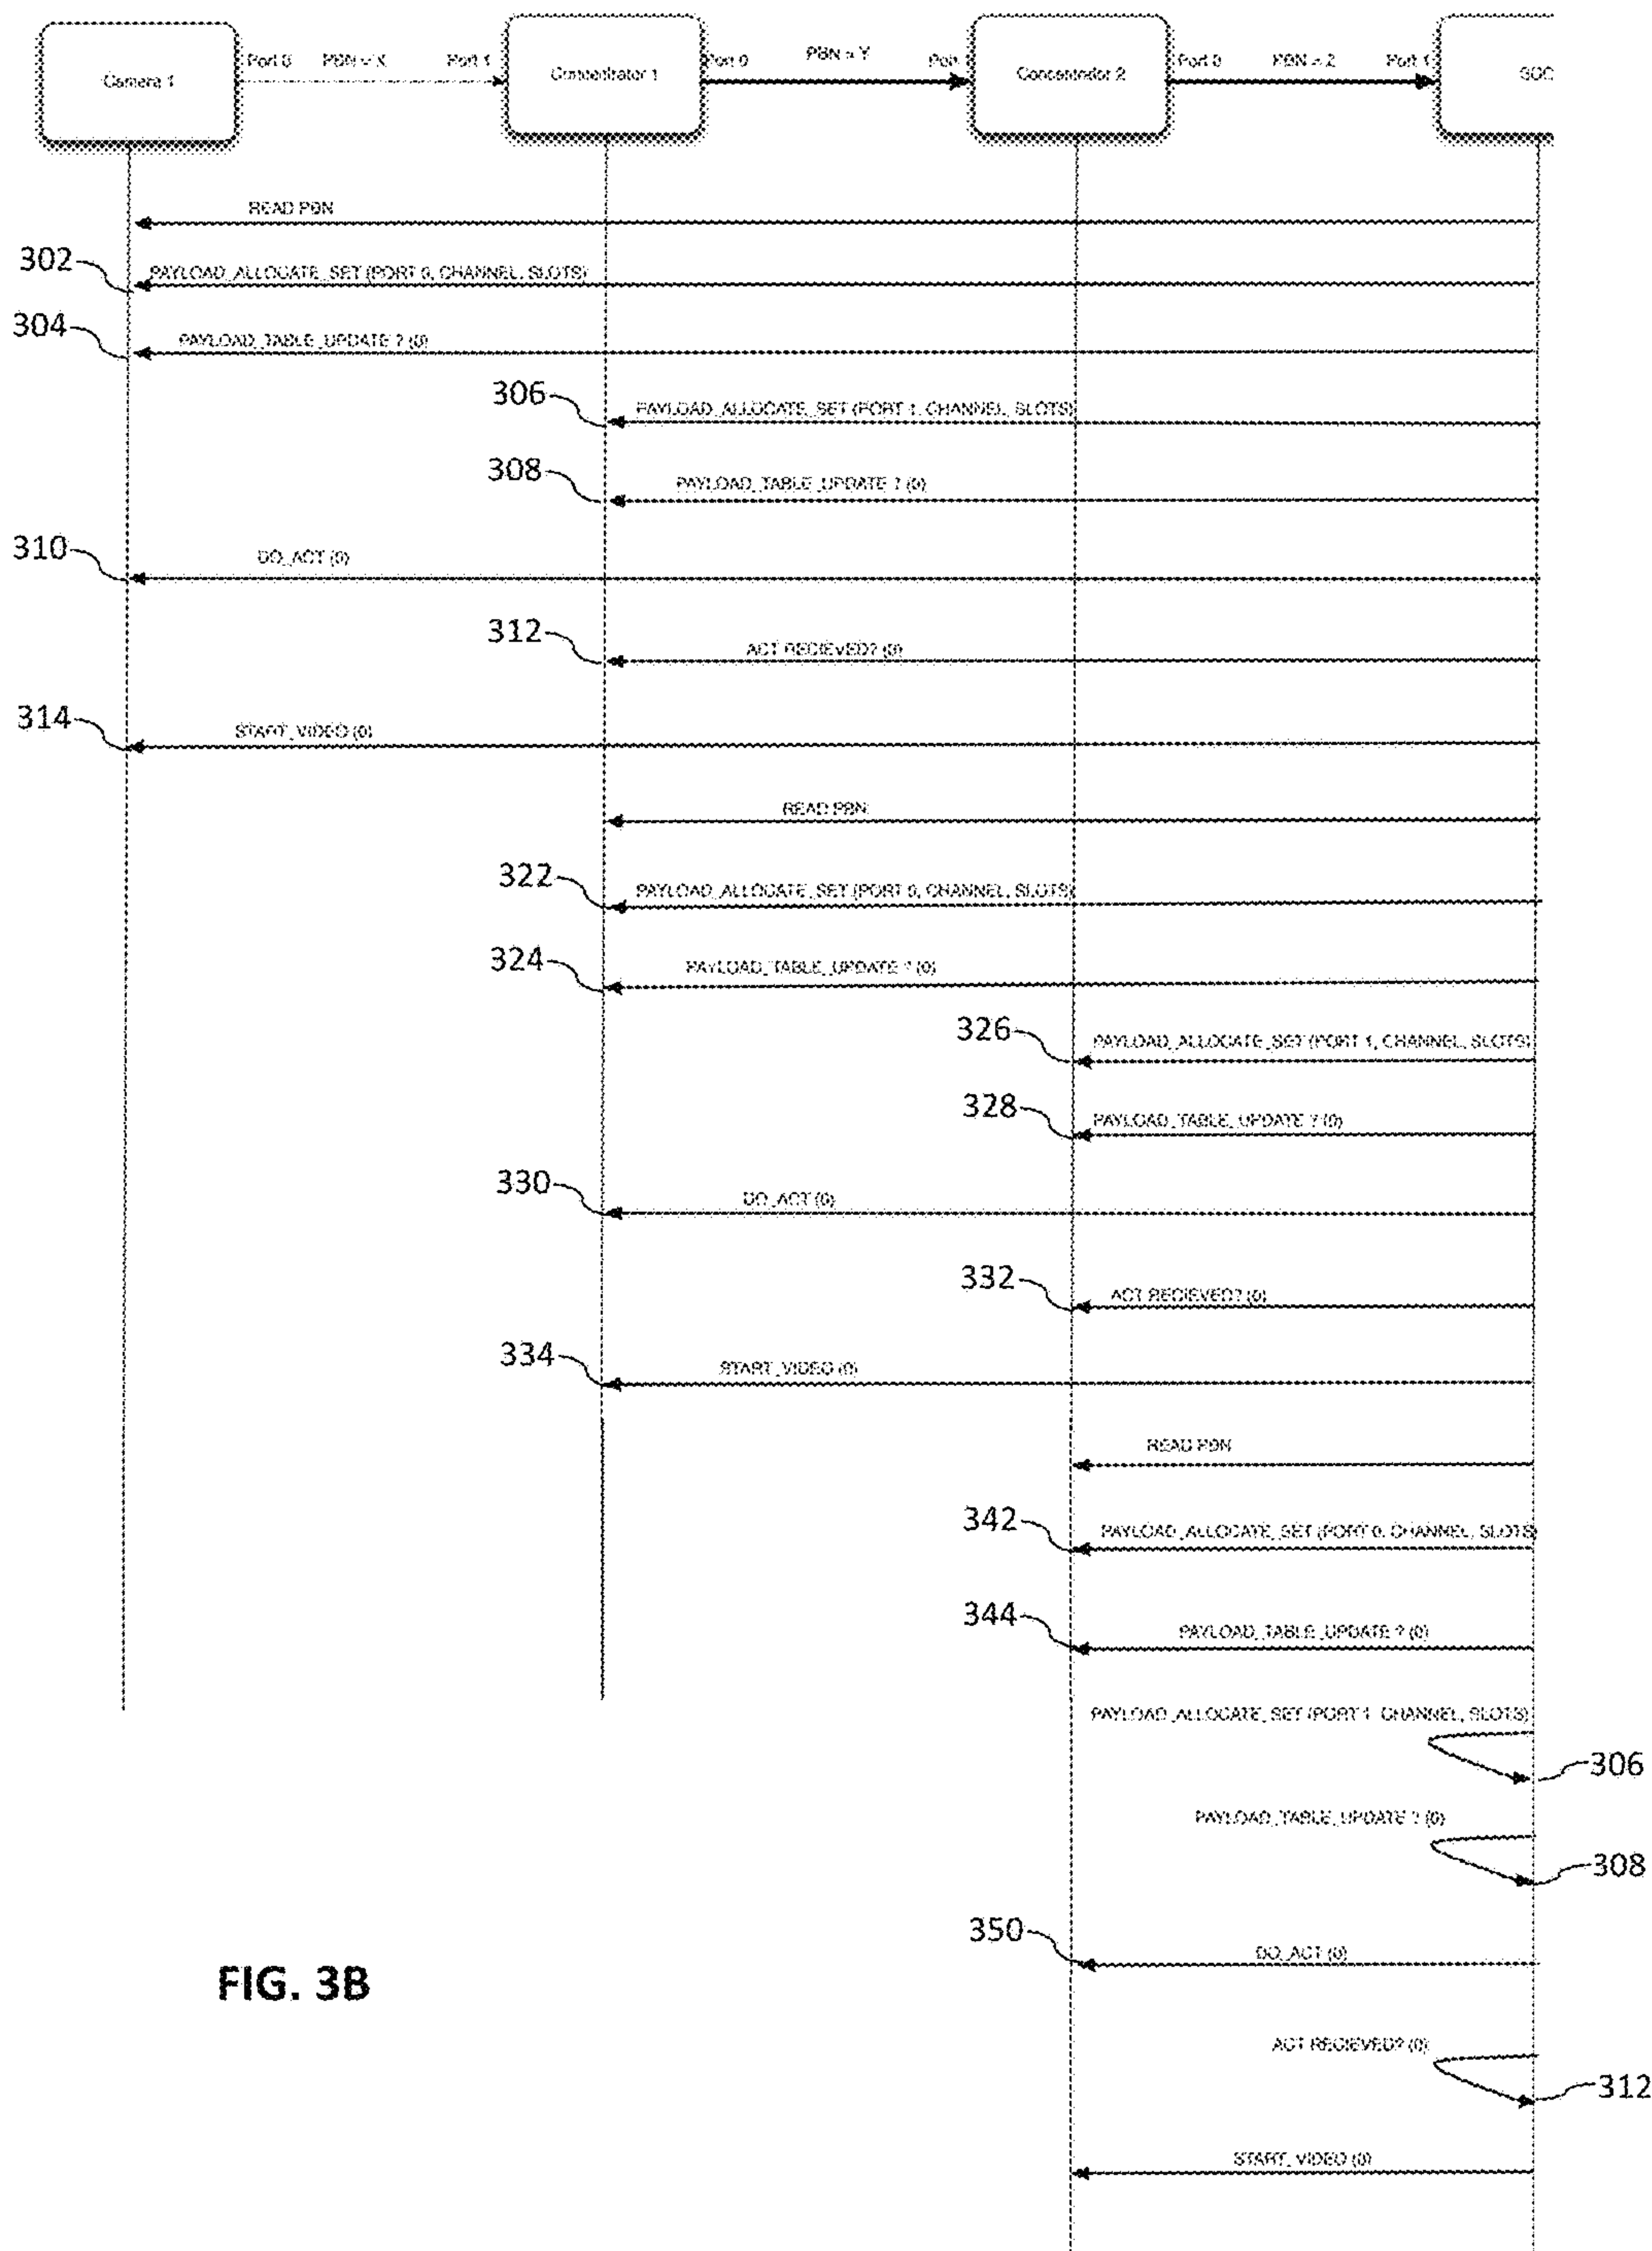 Camera 1
Port 0
PBN = X
Port 1
Concentrator 1
Port 0
PBN = Y
Port
Concentrator 2
Port 0
PBN = Z
Port 1
SOC
READ PBN
302
PAYLOAD_ALLOCATE_SET (PORT 0, CHANNEL, SLOTS)
304
PAYLOAD_TABLE_UPDATE ? (0)
306
PAYLOAD_ALLOCATE_SET (PORT 1, CHANNEL, SLOTS)
308
PAYLOAD_TABLE_UPDATE ? (0)
310
DO_ACT (0)
312
ACT RECIEVED? (0)
314
START_VIDEO (0)
READ PBN
322
PAYLOAD_ALLOCATE_SET (PORT 0, CHANNEL, SLOTS)
324
PAYLOAD_TABLE_UPDATE ? (0)
326
PAYLOAD_ALLOCATE_SET (PORT 1, CHANNEL, SLOTS)
328
PAYLOAD_TABLE_UPDATE ? (0)
330
DO_ACT (0)
332
ACT RECIEVED? (0)
334
START_VIDEO (0)
READ PBN
342
PAYLOAD_ALLOCATE_SET (PORT 0, CHANNEL, SLOTS)
344
PAYLOAD_TABLE_UPDATE ? (0)
PAYLOAD_ALLOCATE_SET (PORT 1, CHANNEL, SLOTS)
306
PAYLOAD_TABLE_UPDATE ? (0)
308
350
DO_ACT (0)
FIG. 3B
ACT RECIEVED? (0)
312
START_VIDEO (0)